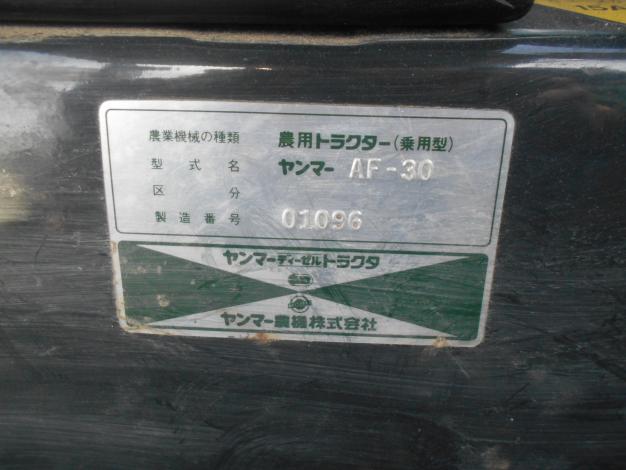 農業機械の種類 農用トラクター(乗用型)
型式名 ヤンマー AF-30
区分
製造番号 01096
ヤンマーディーゼルトラクタ
ヤンマー農機株式会社